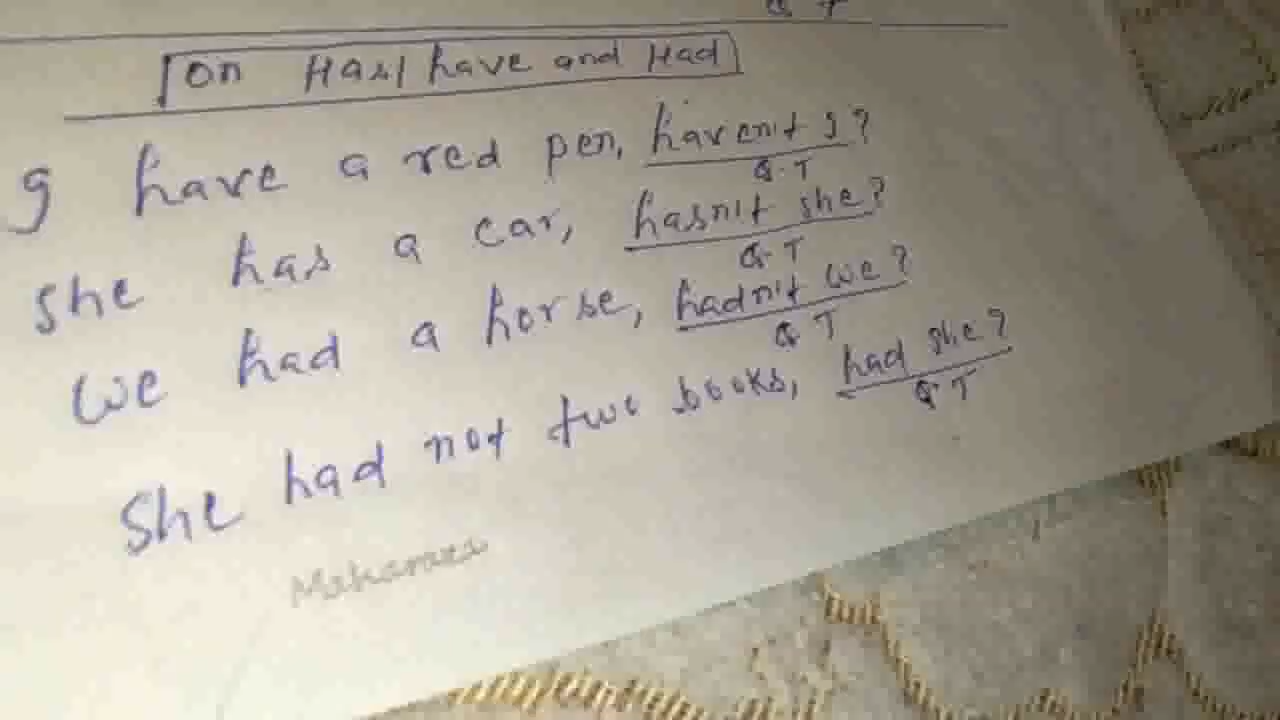 Q T
On Has/have and Had
I have a red pen, haven't I?
Q.T
She has a car, hasn't she?
Q.T
We had a horse, hadn't we?
Q T
She had not two books, had she?
Q T